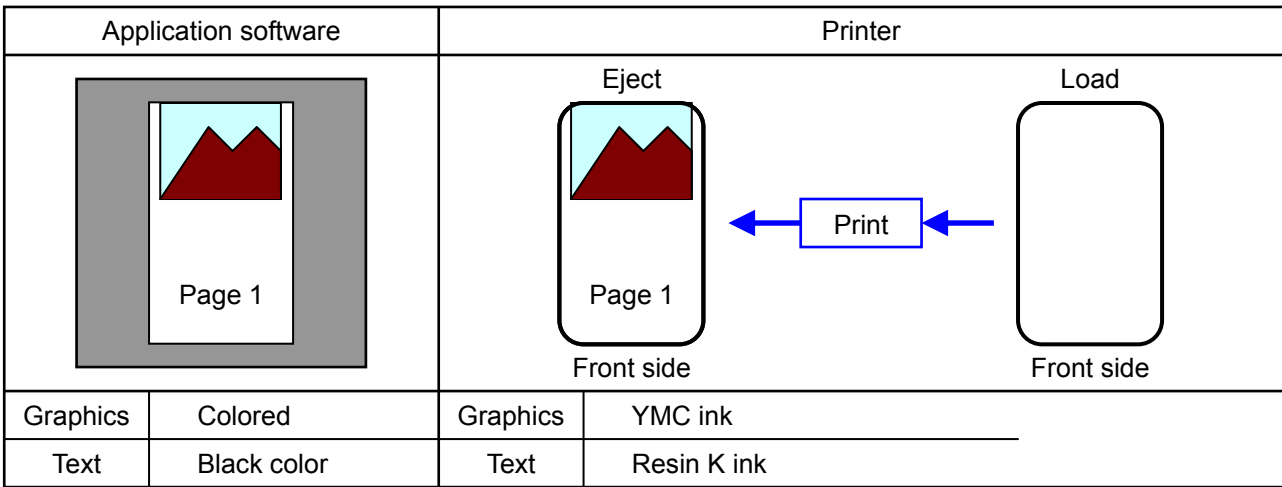 Application software
Printer
Eject
Load
Page 1
Print
Page 1
Front side
Front side
Graphics
Colored
Graphics
YMC ink
Text
Black color
Text
Resin K ink